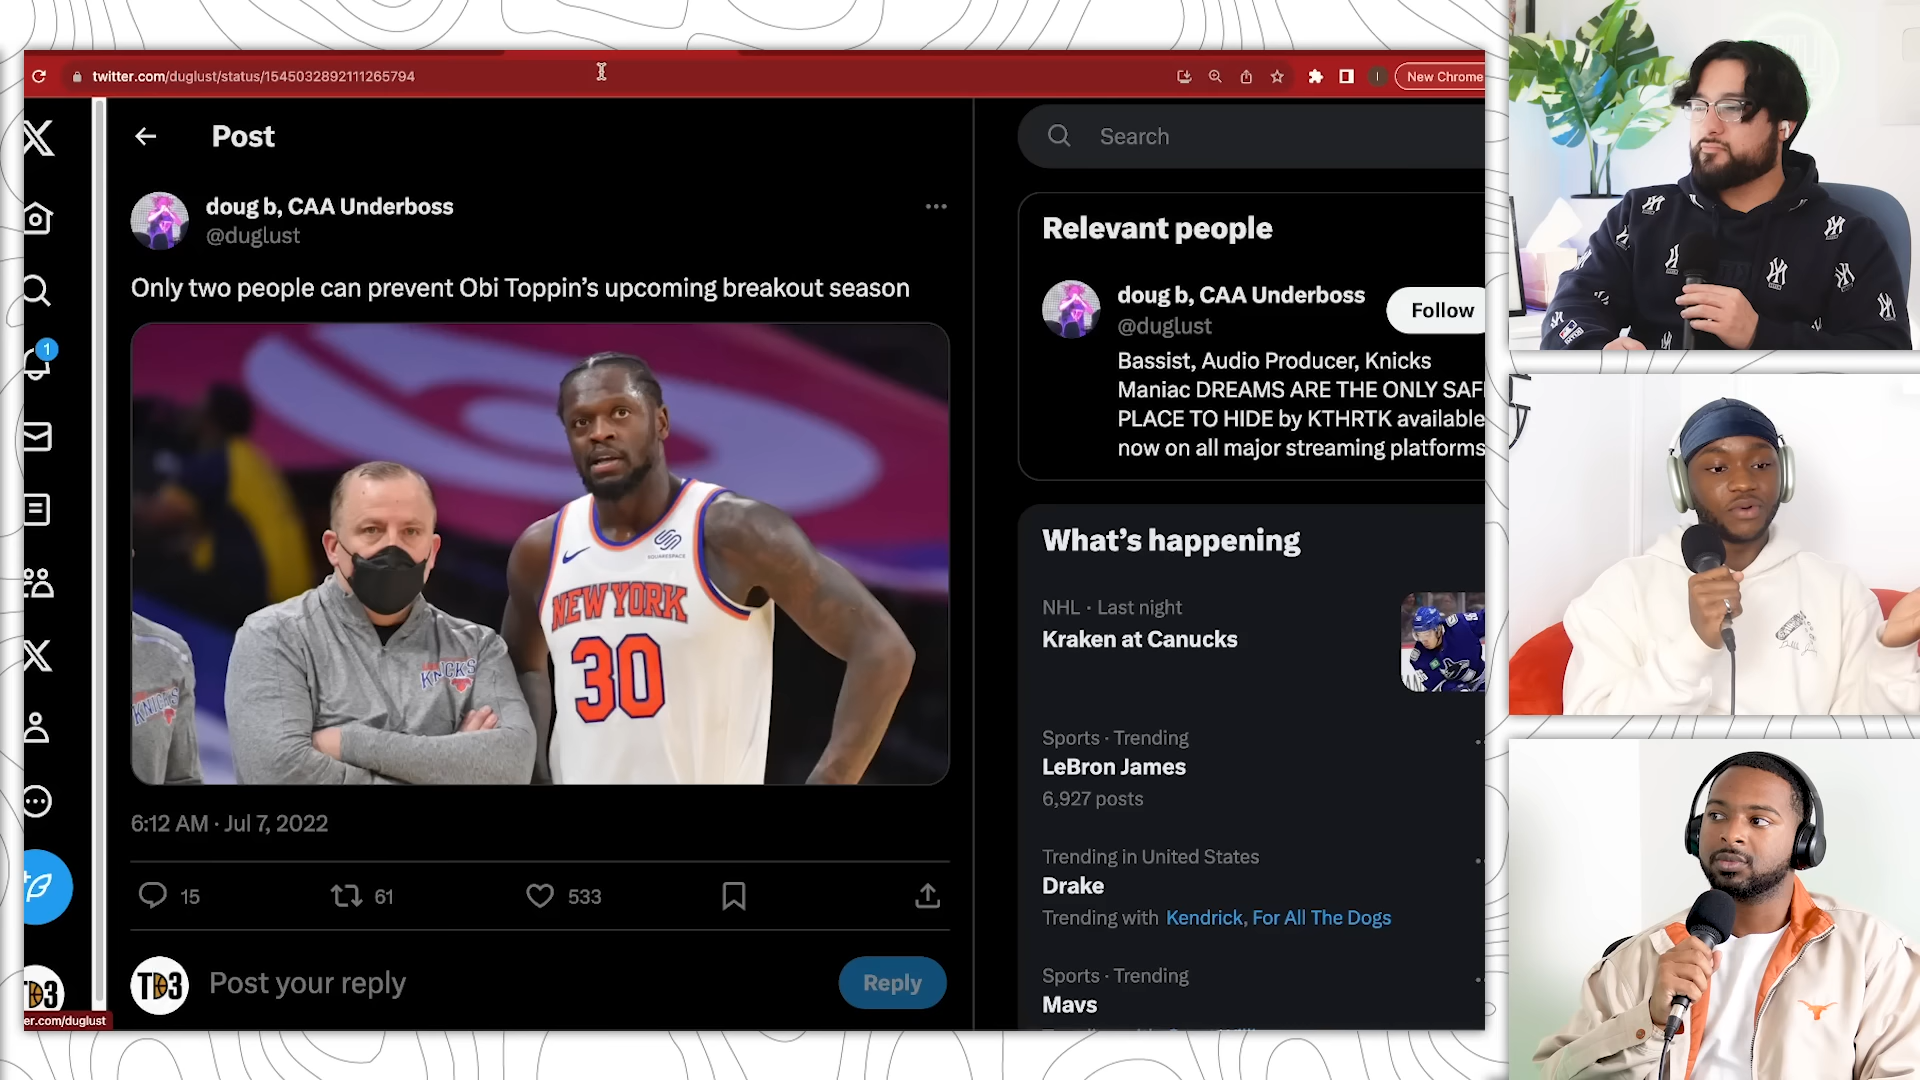 twitter.com/duglust/status/1545032892111265794
New Chrome
Post
Search
doug b, CAA Underboss
@duglust
Only two people can prevent Obi Toppin's upcoming breakout season
KNICKS
KNICKS
SQUARESPACE
NEW YORK
30
6:12 AM · Jul 7, 2022
15
61
533
TD3
Post your reply
Reply
1
D3
er.com/duglust
Relevant people
doug b, CAA Underboss
@duglust
Follow
Bassist, Audio Producer, Knicks
Maniac DREAMS ARE THE ONLY SAF
PLACE TO HIDE by KTHRTK available
now on all major streaming platforms
What's happening
NHL · Last night
Kraken at Canucks
Sports · Trending
LeBron James
6,927 posts
Trending in United States
Drake
Trending with Kendrick, For All The Dogs
Sports · Trending
Mavs